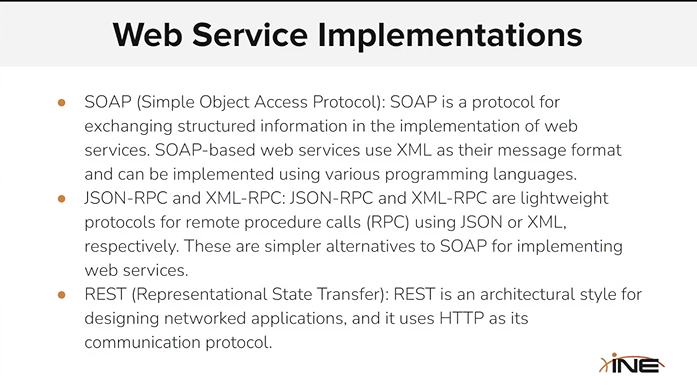 Web Service Implementations
● SOAP (Simple Object Access Protocol): SOAP is a protocol for
exchanging structured information in the implementation of web
services. SOAP-based web services use XML as their message format
and can be implemented using various programming languages.
● JSON-RPC and XML-RPC: JSON-RPC and XML-RPC are lightweight
protocols for remote procedure calls (RPC) using JSON or XML,
respectively. These are simpler alternatives to SOAP for implementing
web services.
● REST (Representational State Transfer): REST is an architectural style for
designing networked applications, and it uses HTTP as its
communication protocol.
INE